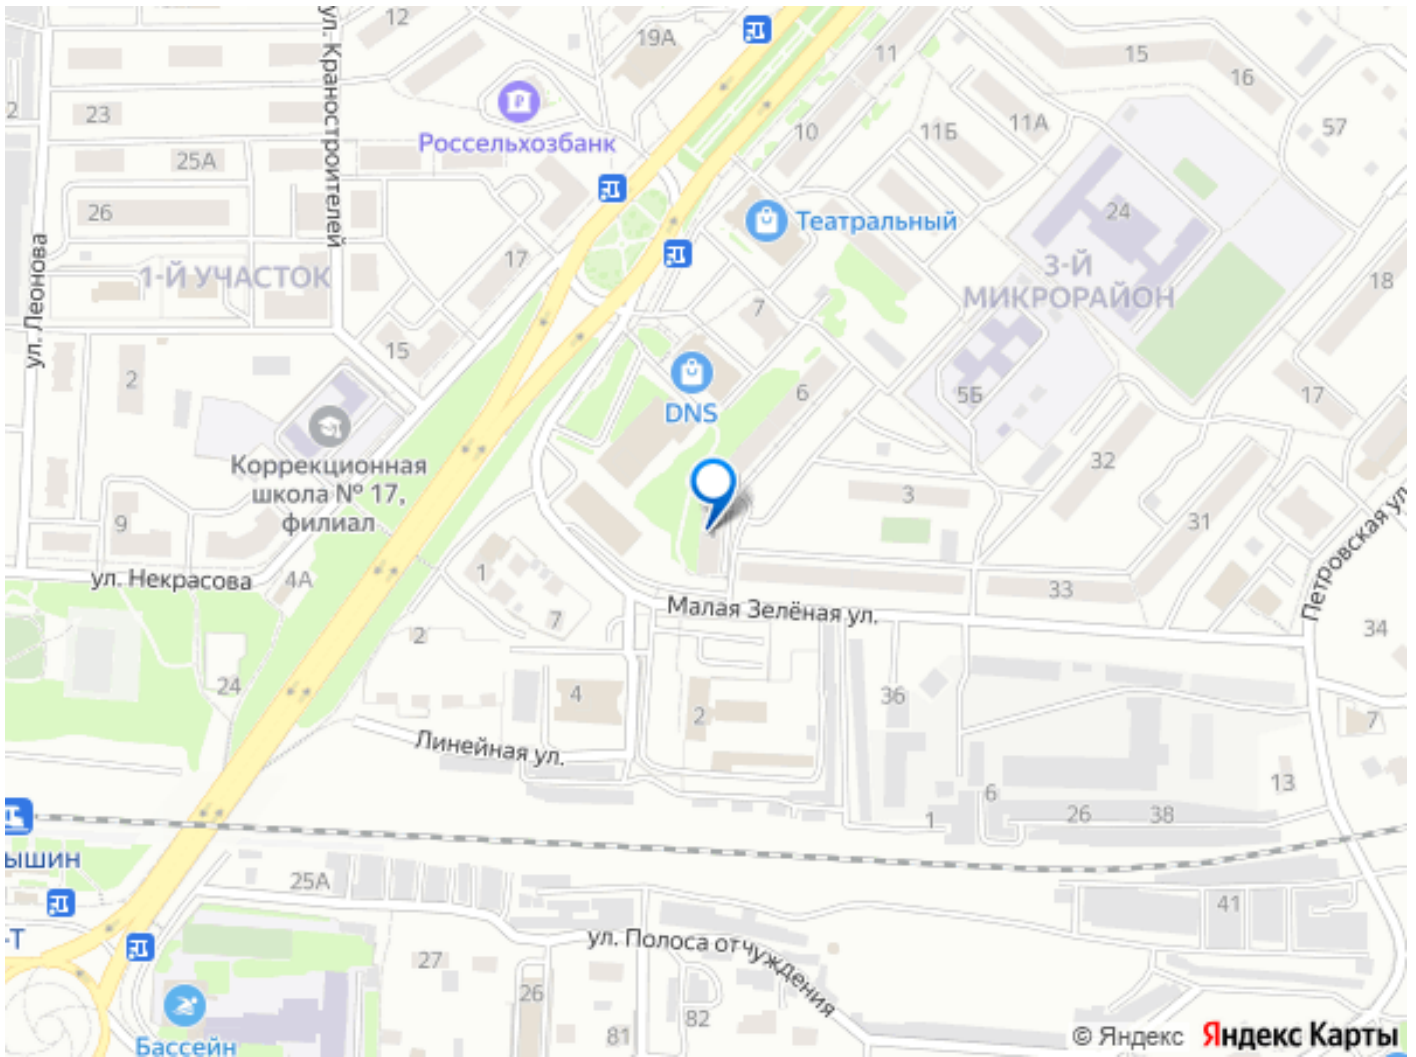 12
19А
11
15
16
ул. Краностроителей
2
23
Россельхозбанк
10
11Б
11А
57
25А
26
Театральный
24
ул. Леонова
1-Й УЧАСТОК
17
3-Й
МИКРОРАЙОН
18
7
15
2
DNS
6
5Б
17
Коррекционная
школа № 17,
филиал
32
3
31
9
Петровская ул.
ул. Некрасова
4А
1
33
Малая Зелёная ул.
7
2
34
24
4
2
36
7
Линейная ул.
13
6
1
26
38
ышин
25А
41
-Т
ул. Полоса отчуждения
27
26
82
81
Бассейн
© Яндекс Яндекс Карты